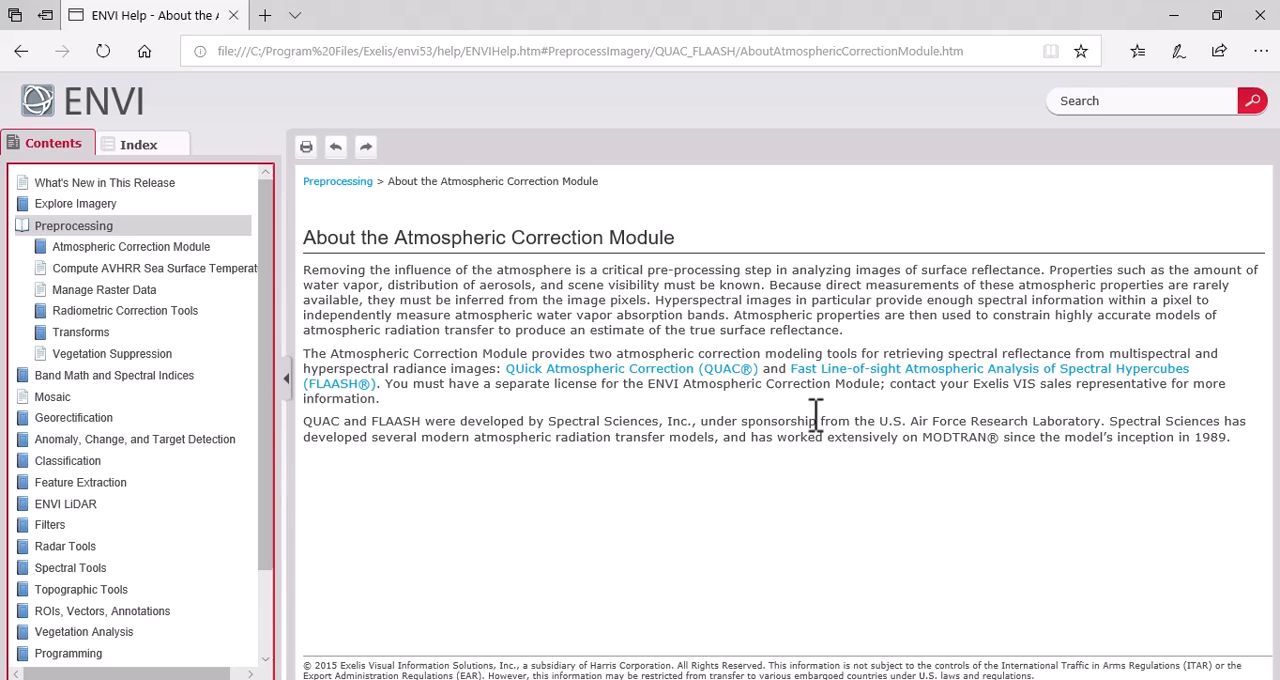 ENVI Help - About the A
file:///C:/Program%20Files/Exelis/envi53/help/ENVIHelp.htm#PreprocessImagery/QUAC_FLAASH/AboutAtmosphericCorrectionModule.htm
ENVI
Search
Contents
Index
What's New in This Release
Explore Imagery
Preprocessing
Atmospheric Correction Module
Compute AVHRR Sea Surface Temperat
Manage Raster Data
Radiometric Correction Tools
Transforms
Vegetation Suppression
Band Math and Spectral Indices
Mosaic
Georectification
Anomaly, Change, and Target Detection
Classification
Feature Extraction
ENVI LiDAR
Filters
Radar Tools
Spectral Tools
Topographic Tools
ROIs, Vectors, Annotations
Vegetation Analysis
Programming
Preprocessing > About the Atmospheric Correction Module
About the Atmospheric Correction Module
Removing the influence of the atmosphere is a critical pre-processing step in analyzing images of surface reflectance. Properties such as the amount of
water vapor, distribution of aerosols, and scene visibility must be known. Because direct measurements of these atmospheric properties are rarely
available, they must be inferred from the image pixels. Hyperspectral images in particular provide enough spectral information within a pixel to
independently measure atmospheric water vapor absorption bands. Atmospheric properties are then used to constrain highly accurate models of
atmospheric radiation transfer to produce an estimate of the true surface reflectance.
The Atmospheric Correction Module provides two atmospheric correction modeling tools for retrieving spectral reflectance from multispectral and
hyperspectral radiance images: QUick Atmospheric Correction (QUAC®) and Fast Line-of-sight Atmospheric Analysis of Spectral Hypercubes
(FLAASH®). You must have a separate license for the ENVI Atmospheric Correction Module; contact your Exelis VIS sales representative for more
information.
QUAC and FLAASH were developed by Spectral Sciences, Inc., under sponsorship from the U.S. Air Force Research Laboratory. Spectral Sciences has
developed several modern atmospheric radiation transfer models, and has worked extensively on MODTRAN® since the model's inception in 1989.
© 2015 Exelis Visual Information Solutions, Inc., a subsidiary of Harris Corporation. All Rights Reserved. This information is not subject to the controls of the International Traffic in Arms Regulations (ITAR) or the
Export Administration Regulations (EAR). However, this information may be restricted from transfer to various embargoed countries under U.S. laws and regulations.